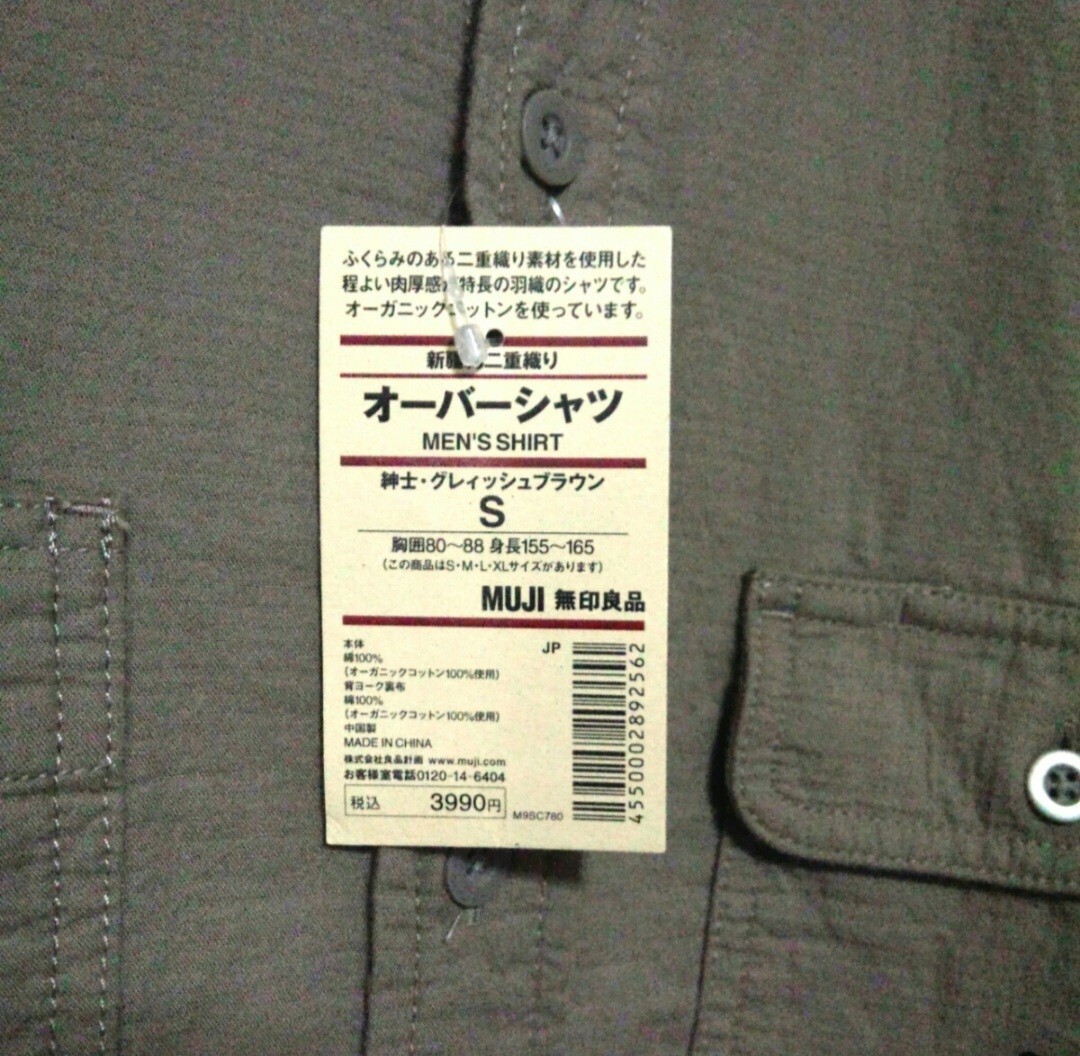 ふくらみのある二重織り素材を使用した
程よい肉厚感が特長の羽織のシャツです。
オーガニックコットンを使っています。
新疆綿二重織り
オーバーシャツ
MEN'S SHIRT
紳士・グレイッシュブラウン
S
胸囲80〜88 身長155〜165
(この商品はS・M・L・XLサイズがあります)
MUJI 無印良品
本体
綿100%
(オーガニックコットン100%使用)
背ヨーク裏布
綿100%
(オーガニックコットン100%使用)
中国製
MADE IN CHINA
株式会社良品計画 www.muji.com
お客様室電話0120-14-6404
税込 3990円
M9SC780
JP
4550002892562